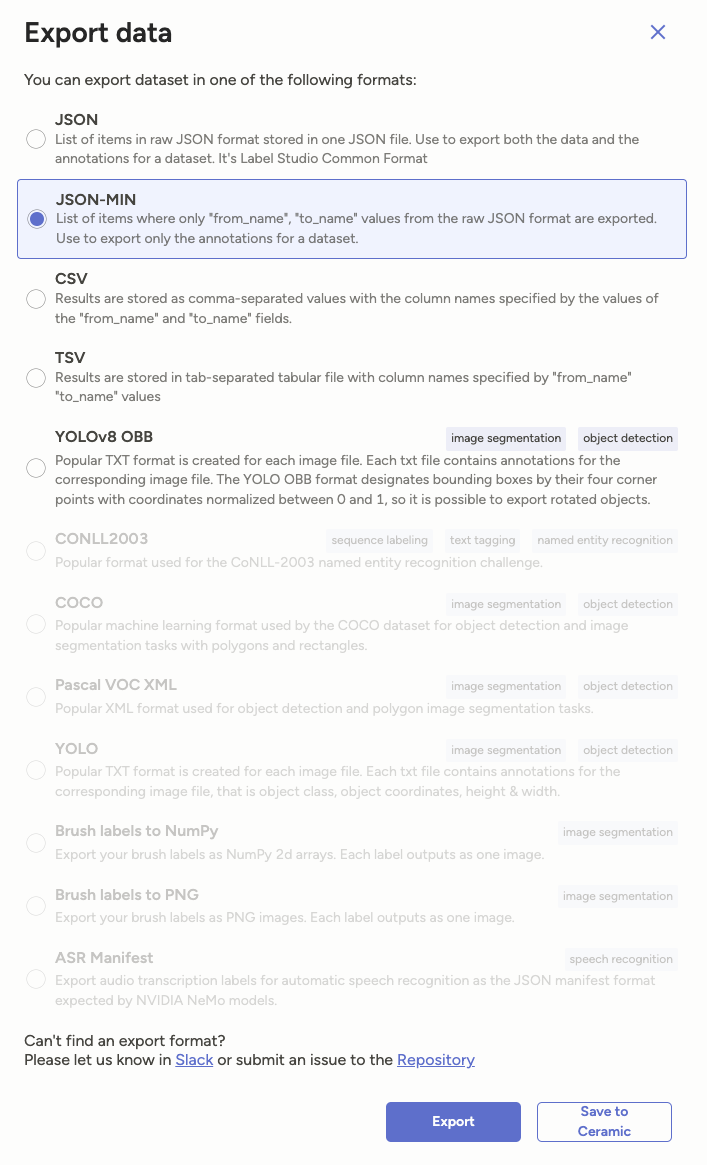 Export data
You can export dataset in one of the following formats:
JSON
List of items in raw JSON format stored in one JSON file. Use to export both the data and the
annotations for a dataset. It's Label Studio Common Format
JSON-MIN
List of items where only "from_name", "to_name" values from the raw JSON format are exported.
Use to export only the annotations for a dataset.
CSV
Results are stored as comma-separated values with the column names specified by the values of
the "from_name" and "to_name" fields.
TSV
Results are stored in tab-separated tabular file with column names specified by "from_name"
"to_name" values
YOLOv8 OBB image segmentation object detection
Popular TXT format is created for each image file. Each txt file contains annotations for the
corresponding image file. The YOLO OBB format designates bounding boxes by their four corner
points with coordinates normalized between 0 and 1, so it is possible to export rotated objects.
CONLL2003 sequence labeling text tagging named entity recognition
Popular format used for the CoNLL-2003 named entity recognition challenge.
COCO image segmentation object detection
Popular machine learning format used by the COCO dataset for object detection and image
segmentation tasks with polygons and rectangles.
Pascal VOC XML image segmentation object detection
Popular XML format used for object detection and polygon image segmentation tasks.
YOLO image segmentation object detection
Popular TXT format is created for each image file. Each txt file contains annotations for the
corresponding image file, that is object class, object coordinates, height & width.
Brush labels to NumPy image segmentation
Export your brush labels as NumPy 2d arrays. Each label outputs as one image.
Brush labels to PNG image segmentation
Export your brush labels as PNG images. Each label outputs as one image.
ASR Manifest speech recognition
Export audio transcription labels for automatic speech recognition as the JSON manifest format
expected by NVIDIA NeMo models.
Can't find an export format?
Please let us know in Slack or submit an issue to the Repository
Export
Save to
Ceramic